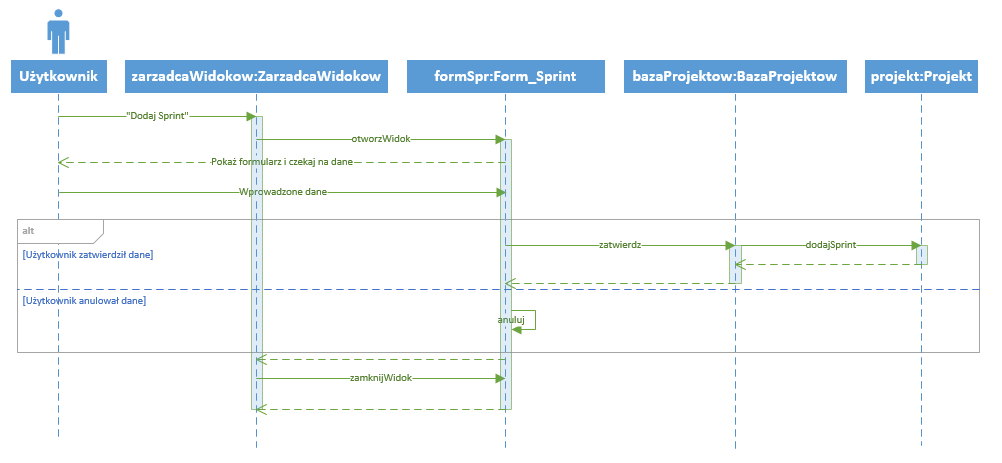 Użytkownik
zarzadcaWidokow:ZarzadcaWidokow
formSpr:Form_Sprint
bazaProjektow:BazaProjektow
projekt:Projekt
"Dodaj Sprint"
otworzWidok
Pokaż formularz i czekaj na dane
Wprowadzone dane
alt
zatwierdz
dodajSprint
[Użytkownik zatwierdził dane]
[Użytkownik anulował dane]
anuluj
zamknijWidok